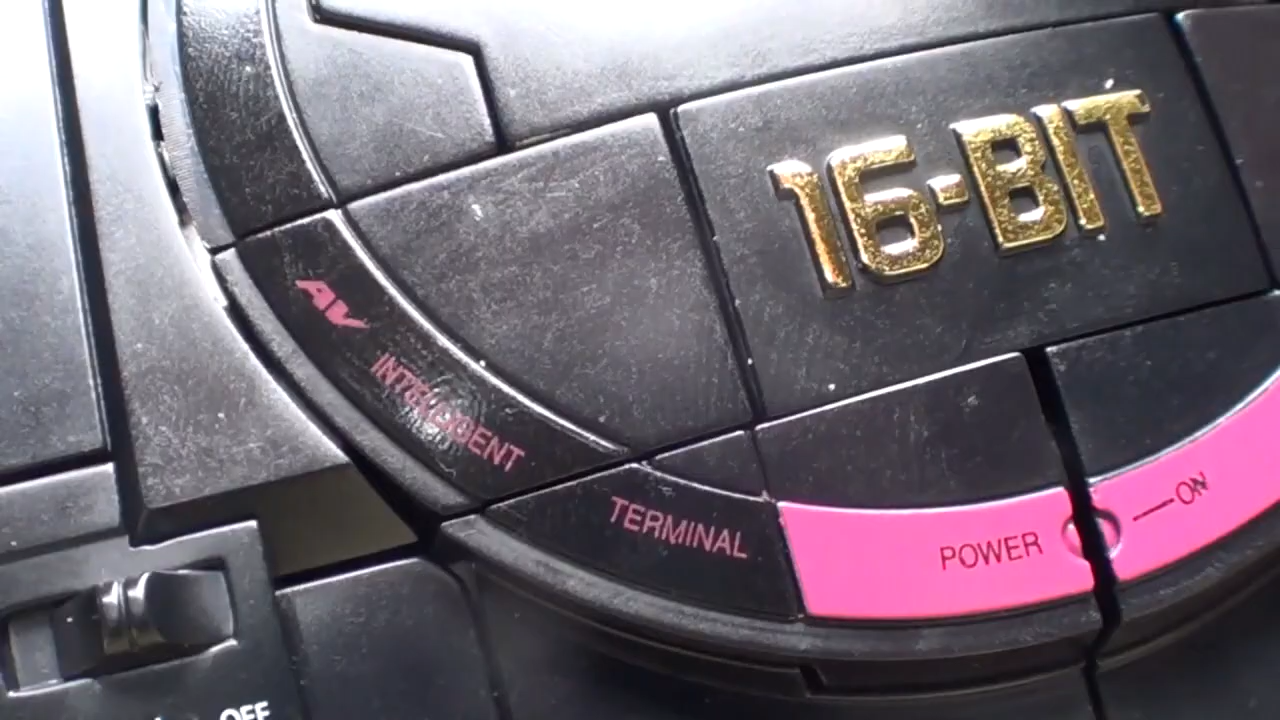 16-BIT
AV
INTELLIGENT
TERMINAL
POWER
ON
OFF